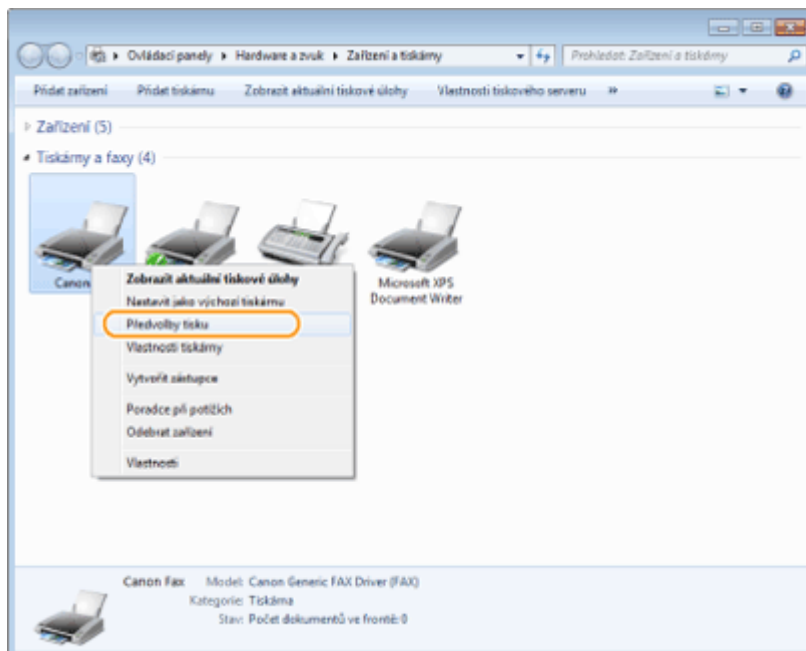 ▸ Ovládací panely ▸ Hardware a zvuk ▸ Zařízení a tiskárny
Prohledat: Zařízení a tiskárny
Přidat zařízení Přidat tiskárnu Zobrazit aktuální tiskové úlohy Vlastnosti tiskového serveru »
Zařízení (5)
Tiskárny a faxy (4)
Canon
Microsoft XPS
Document Writer
Zobrazit aktuální tiskové úlohy
Nastavit jako výchozí tiskárnu
Předvolby tisku
Vlastnosti tiskárny
Vytvořit zástupce
Poradce při potížích
Odebrat zařízení
Vlastnosti
Canon Fax Model: Canon Generic FAX Driver (FAX)
Kategorie: Tiskárna
Stav: Počet dokumentů ve frontě: 0